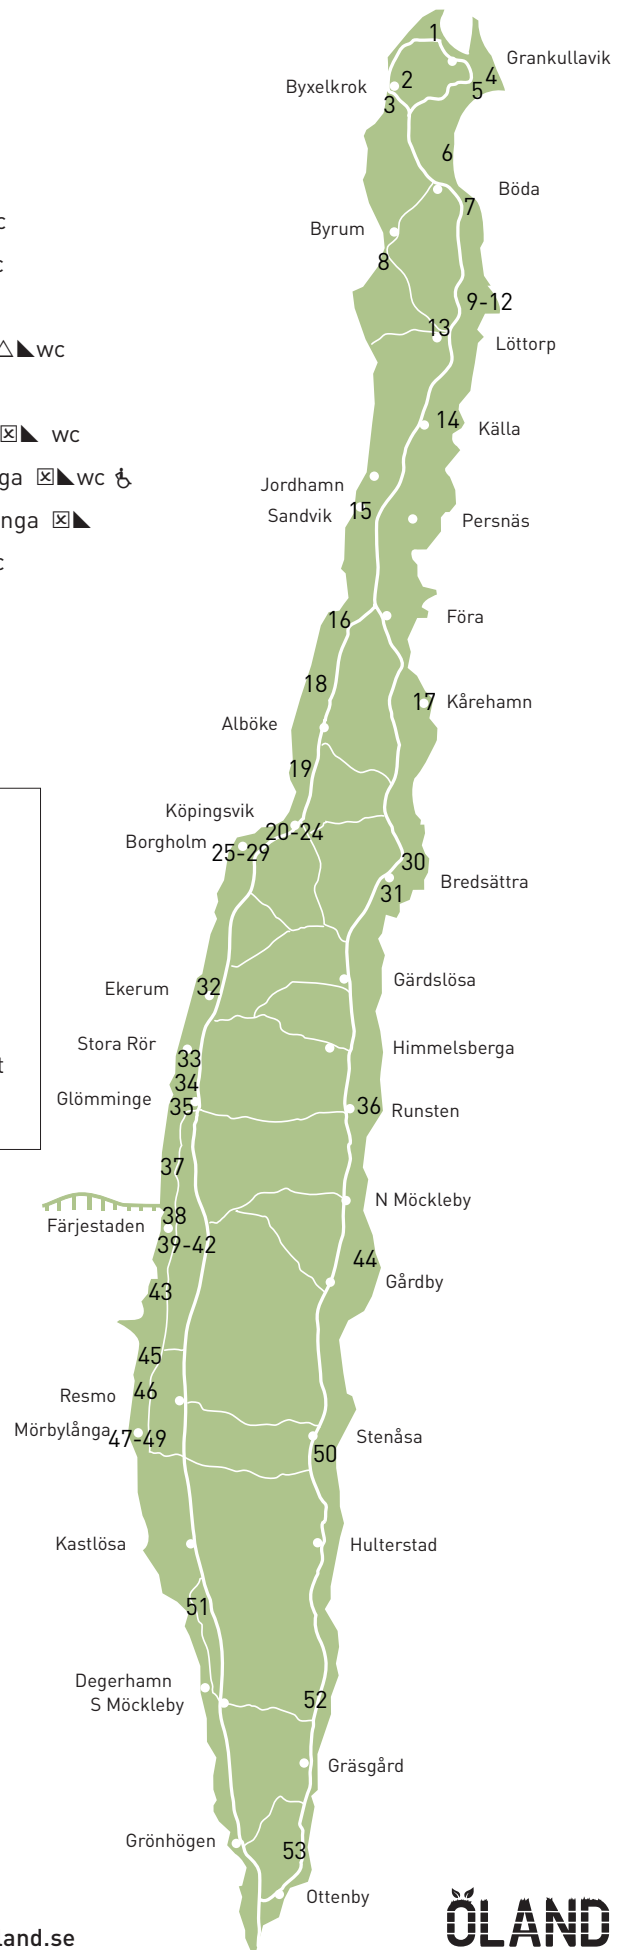 1
Grankullavik
4
2
Byxelkrok
5
3
6
Böda
7
c
Byrum
8
c
9-12
13
Löttorp
wc
14
Källa
wc
ga wc
Jordhamn
15
Sandvik
Persnäs
nga
c
16
Föra
18
17 Kårehamn
Alböke
19
Köpingsvik
20-24
Borgholm
25-29
30
31
Bredsättra
Gärdslösa
32
Ekerum
Stora Rör
Himmelsberga
33
t
34
Glömminge
35
36
Runsten
37
N Möckleby
38
Färjestaden
39-42
44
Gårdby
43
45
46
Resmo
Mörbylånga
47-49
Stenåsa
50
Kastlösa
Hulterstad
51
Degerhamn
52
S Möckleby
Gräsgård
Grönhögen
53
Ottenby
ÖLAND
land.se